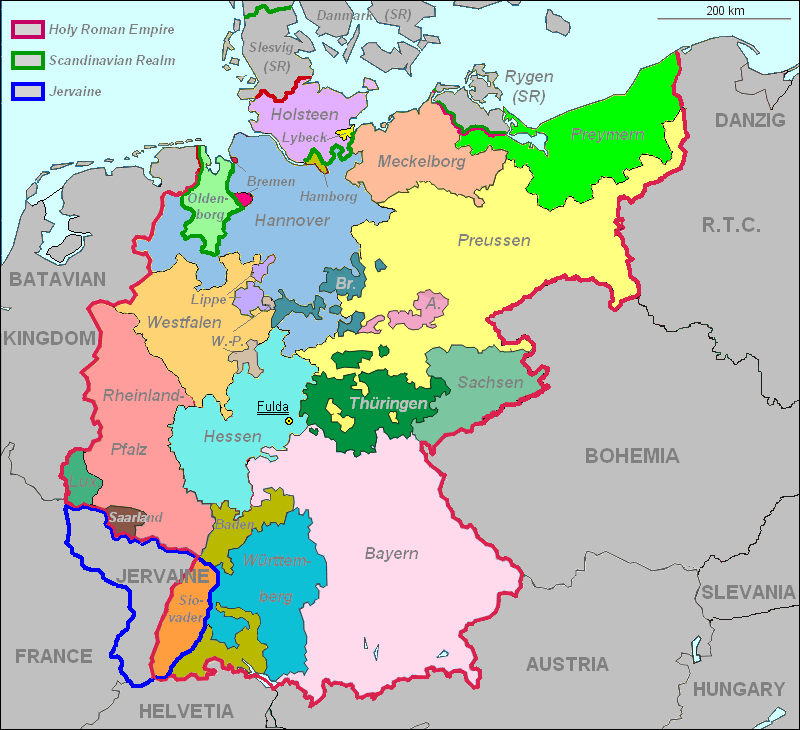 200 km
Holy Roman Empire
Scandinavian Realm
Jervaine
Danmark (SR)
Slesvig
(SR)
Rygen
(SR)
Holsteen
Lybeck
Preymern
DANZIG
Meckelborg
Hamborg
Bremen
Olden-
borg
Hannover
Preussen
R.T.C.
BATAVIAN
KINGDOM
Lippe
Br.
A.
Westfalen
W.-P.
Sachsen
Rheinland-
Pfalz
Fulda
Thüringen
Hessen
BOHEMIA
Lux.
Saarland
Baden
Bayern
Württem-
berg
JERVAINE
Slo-
vader
SLEVANIA
FRANCE
AUSTRIA
HUNGARY
HELVETIA